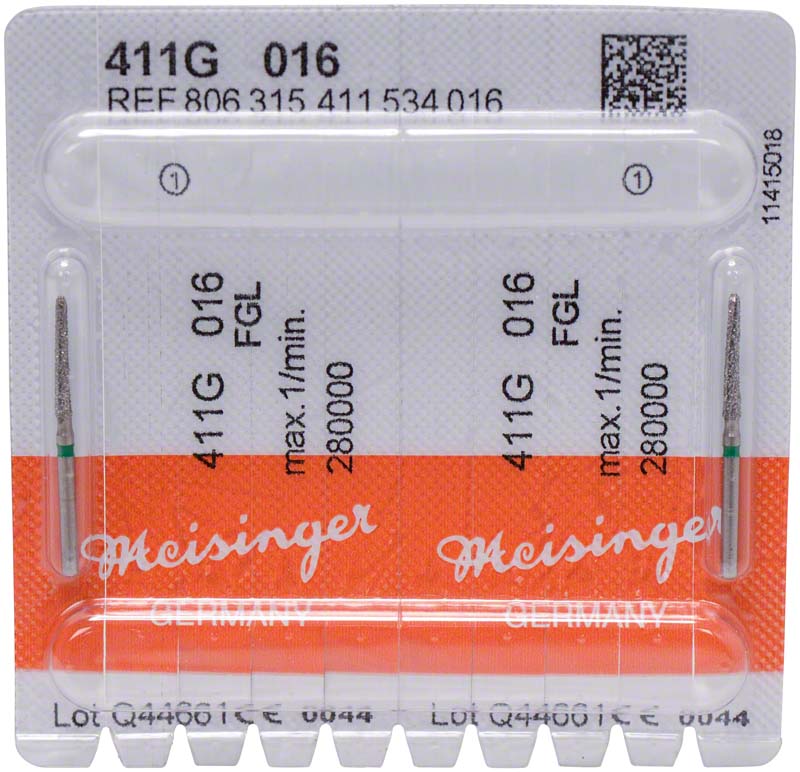 411G 016
REF 806 315 411 534 016
11415018
1
1
411G 016
FGL
max. 1/min.
280000
411G 016
FGL
max. 1/min.
280000
Meisinger
GERMANY
Meisinger
GERMANY
Lot Q44661 CE 0044
Lot Q44661 CE 0044